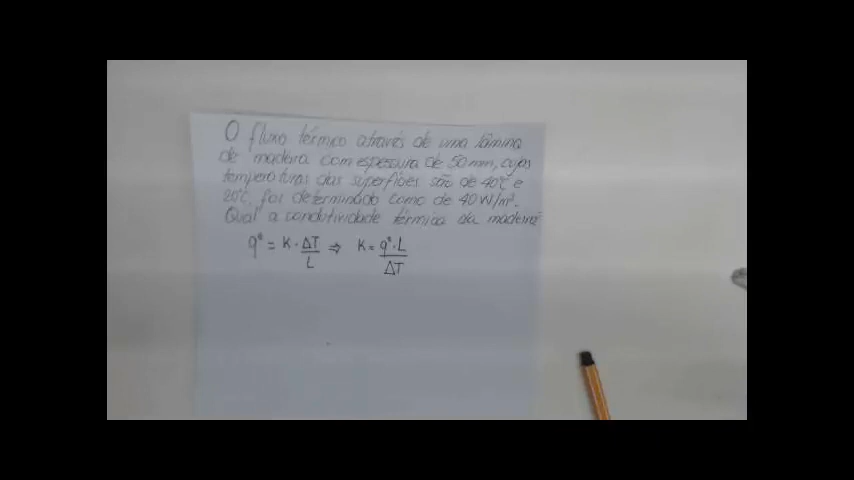 O fluxo térmico através de uma lâmina
de madeira com espessura de 50 mm, cujas
temperaturas das superfícies são de 40°C e
20°C, foi determinado como de 40 W/m².
Qual a condutividade térmica da madeira
q" = K · ΔT/L ⇒ K = q" · L/ΔT